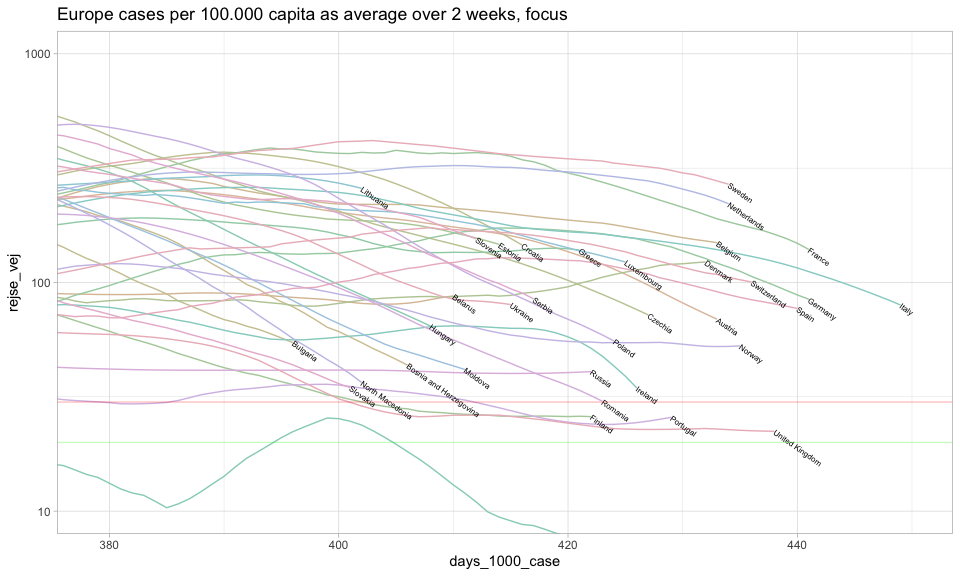 Europe cases per 100.000 capita as average over 2 weeks, focus
1000
100
10
rejse_vej
Sweden
Lithuania
Netherlands
Belgium
France
Slovenia
Estonia
Croatia
Greece
Luxembourg
Denmark
Switzerland
Spain
Germany
Italy
Belarus
Ukraine
Serbia
Czechia
Austria
Hungary
Bulgaria
Poland
Norway
Moldova
Bosnia and Herzegovina
Russia
North Macedonia
Slovakia
Ireland
Romania
Finland
Portugal
United Kingdom
380
400
420
440
days_1000_case